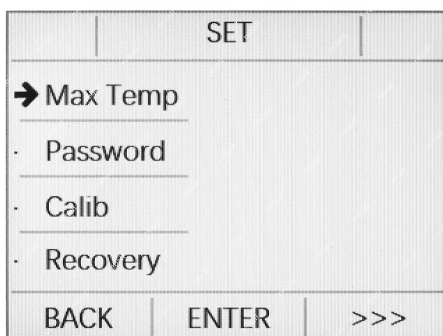 SET
➔ Max Temp
· Password
· Calib
· Recovery
BACK ENTER >>>